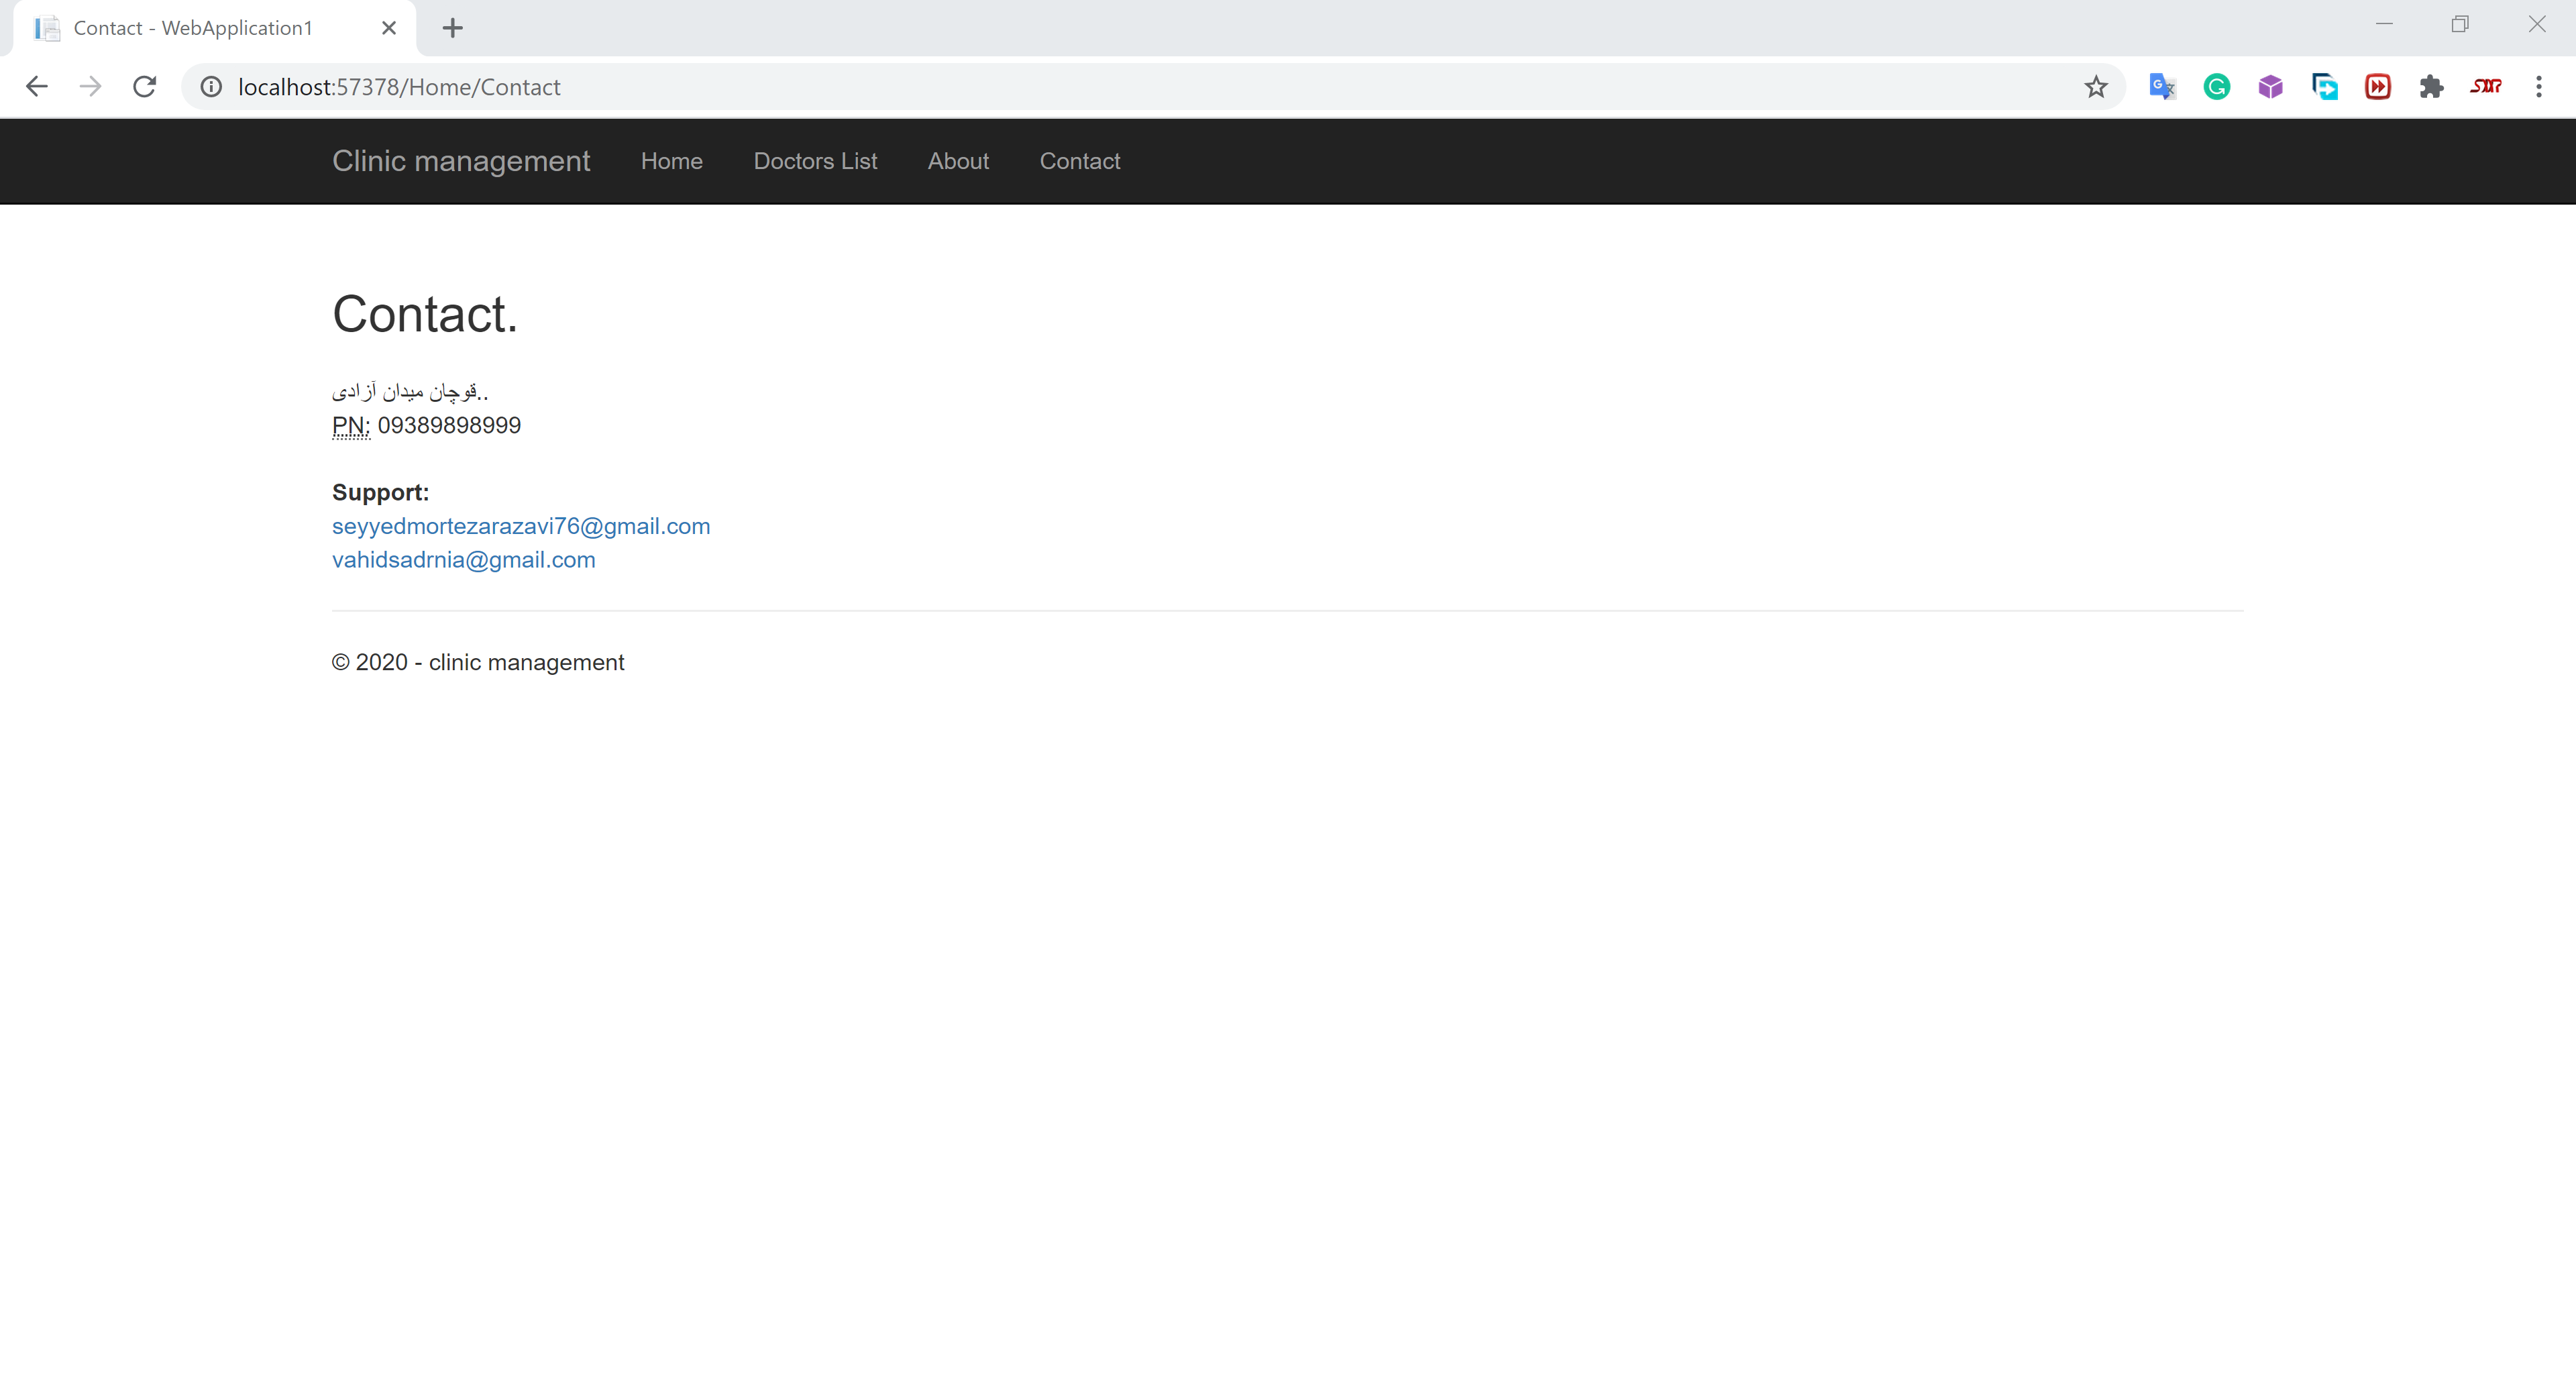 Contact - WebApplication1
localhost:57378/Home/Contact
Clinic management Home Doctors List About Contact
Contact.
قوچان میدان آزادی..
PN: 09389898999
Support:
seyyedmortezarazavi76@gmail.com
vahidsadrnia@gmail.com
© 2020 - clinic management